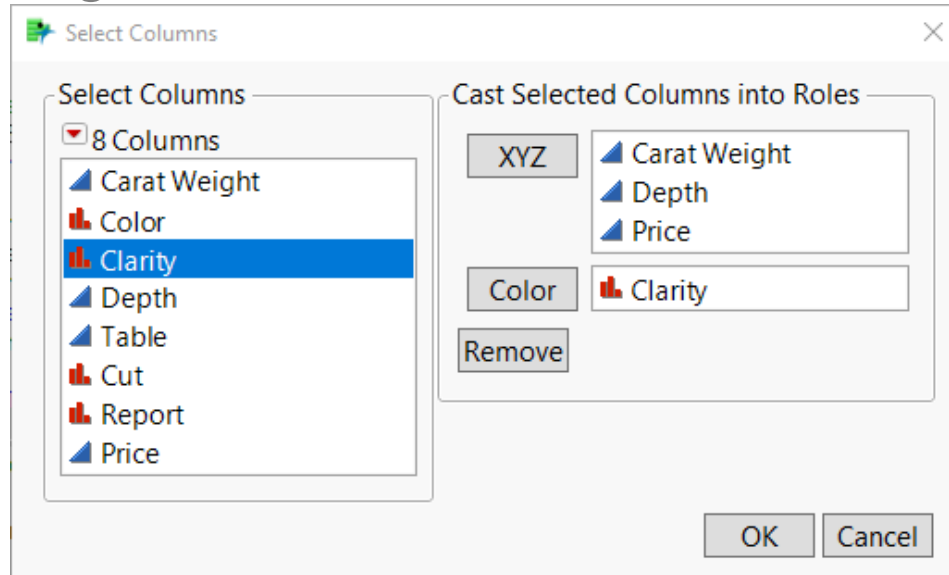 Select Columns
Select Columns
8 Columns
Carat Weight
Color
Clarity
Depth
Table
Cut
Report
Price
Cast Selected Columns into Roles
XYZ
Carat Weight
Depth
Price
Color
Clarity
Remove
OK
Cancel